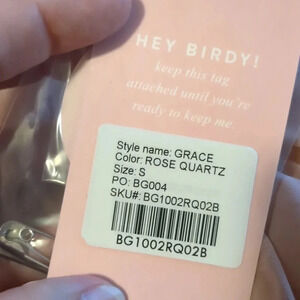 HEY BIRDY!
keep this tag
attached until you're
ready to keep me.
Style name: GRACE
Color: ROSE QUARTZ
Size: S
PO: BG004
SKU#: BG1002RQ02B
BG1002RQ02B